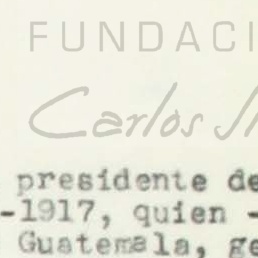 FUNDACI
Carlos
presidente de
-1917, quien -
Guatemala, ge